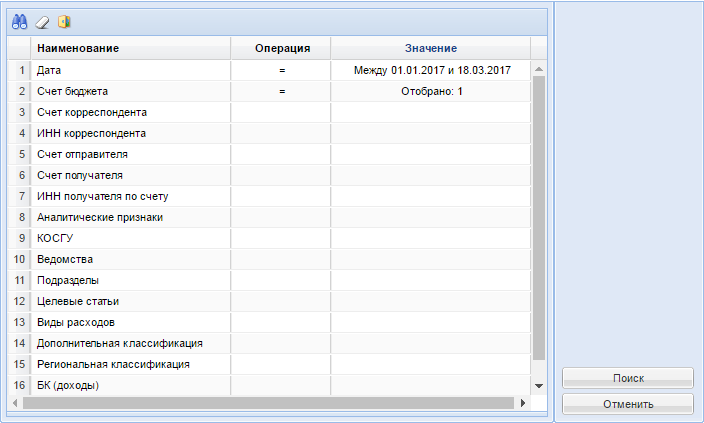 Наименование Операция Значение
1 Дата = Между 01.01.2017 и 18.03.2017
2 Счет бюджета = Отобрано: 1
3 Счет корреспондента
4 ИНН корреспондента
5 Счет отправителя
6 Счет получателя
7 ИНН получателя по счету
8 Аналитические признаки
9 КОСГУ
10 Ведомства
11 Подразделы
12 Целевые статьи
13 Виды расходов
14 Дополнительная классификация
15 Региональная классификация
16 БК (доходы)
Поиск
Отменить